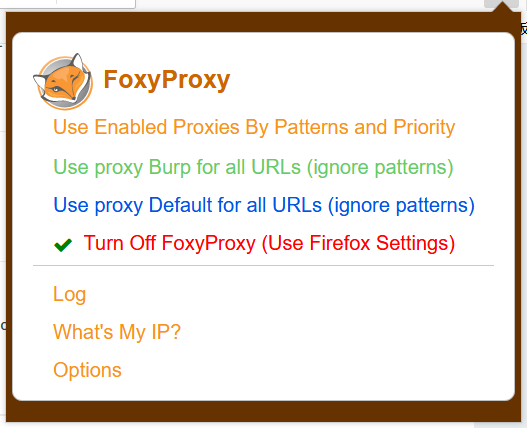 FoxyProxy
Use Enabled Proxies By Patterns and Priority
Use proxy Burp for all URLs (ignore patterns)
Use proxy Default for all URLs (ignore patterns)
Turn Off FoxyProxy (Use Firefox Settings)
Log
What's My IP?
Options